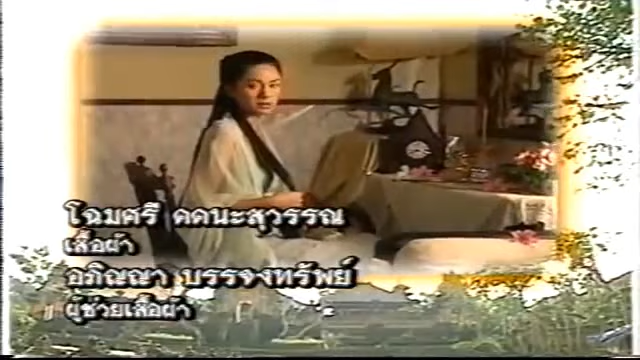 โฉมศรี คดนะสุวรรณ
เสื้อผ้า
อภิญญา บรรจงทรัพย์
ผู้ช่วยเสื้อผ้า